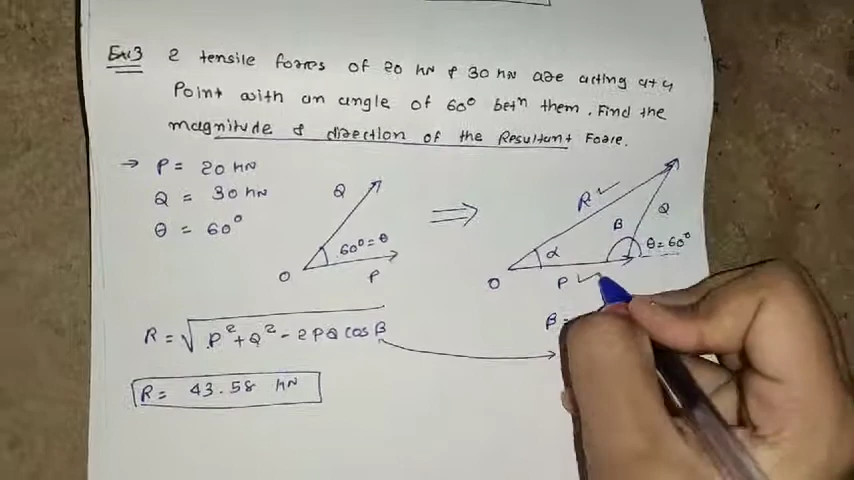 Ex:3 2 tensile forces of 20 kN & 30 kN are acting at a
Point with an angle of 60° betn them. Find the
magnitude & direction of the Resultant Force.
→ P = 20 kN
Q = 30 kN
θ = 60°
Q
60° = θ
O
P
R
Q
B
θ = 60°
α
O
P
R = √P² + Q² - 2PQ cos β
β =
R = 43.58 kN